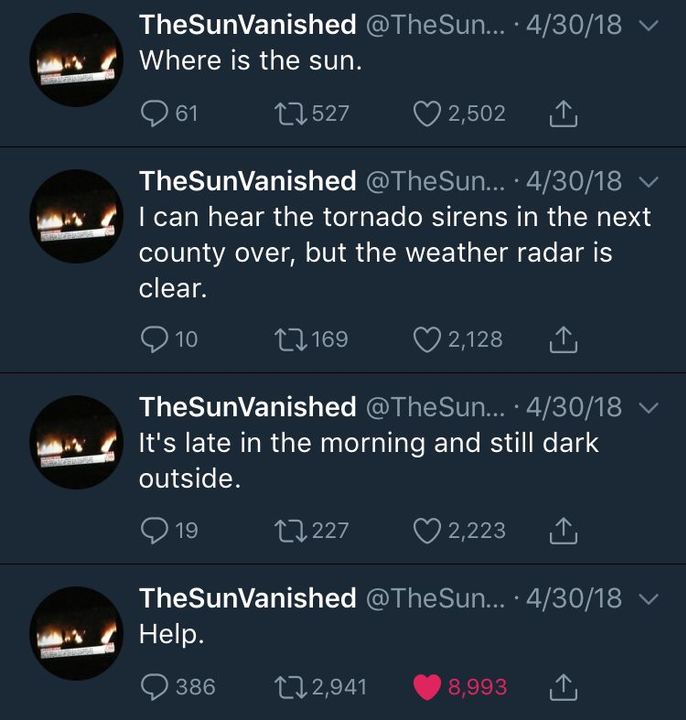 TheSunVanished @TheSun... · 4/30/18
Where is the sun.
61 527 2,502
TheSunVanished @TheSun... · 4/30/18
I can hear the tornado sirens in the next
county over, but the weather radar is
clear.
10 169 2,128
TheSunVanished @TheSun... · 4/30/18
It's late in the morning and still dark
outside.
19 227 2,223
TheSunVanished @TheSun... · 4/30/18
Help.
386 2,941 8,993